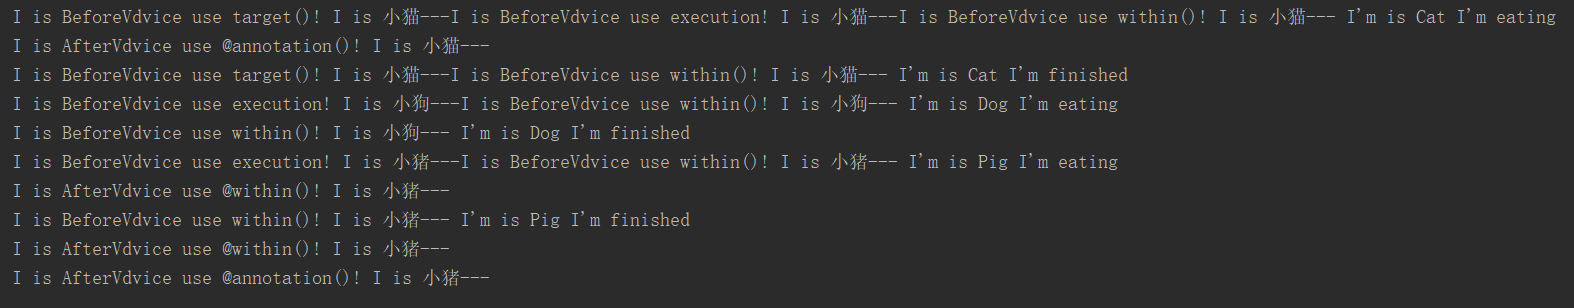 I is BeforeVdvice use target()! I is 小猫---I is BeforeVdvice use execution! I is 小猫---I is BeforeVdvice use within()! I is 小猫--- I'm is Cat I'm eating
I is AfterVdvice use @annotation()! I is 小猫---
I is BeforeVdvice use target()! I is 小猫---I is BeforeVdvice use within()! I is 小猫--- I'm is Cat I'm finished
I is BeforeVdvice use execution! I is 小狗---I is BeforeVdvice use within()! I is 小狗--- I'm is Dog I'm eating
I is BeforeVdvice use within()! I is 小狗--- I'm is Dog I'm finished
I is BeforeVdvice use execution! I is 小猪---I is BeforeVdvice use within()! I is 小猪--- I'm is Pig I'm eating
I is AfterVdvice use @within()! I is 小猪---
I is BeforeVdvice use within()! I is 小猪--- I'm is Pig I'm finished
I is AfterVdvice use @within()! I is 小猪---
I is AfterVdvice use @annotation()! I is 小猪---